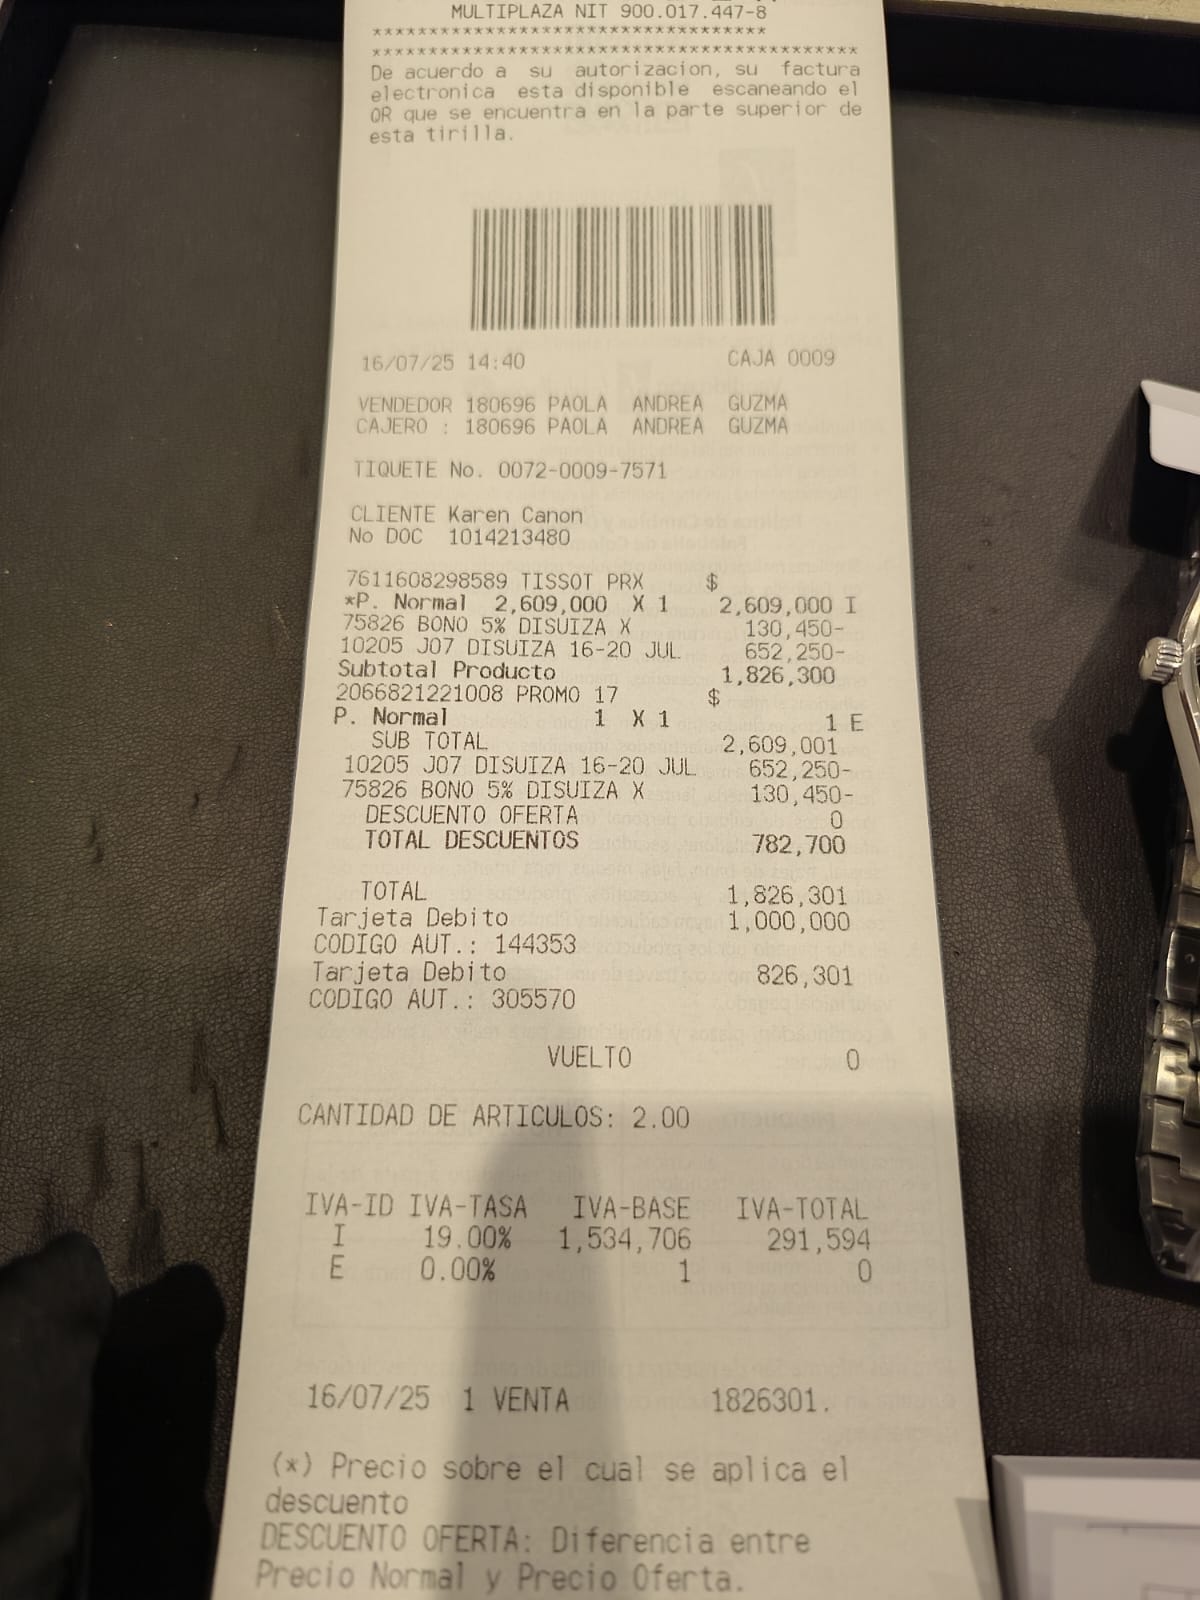 MULTIPLAZA NIT 900.017.447-8
***********************************
*******************************************
De acuerdo a su autorizacion, su factura
electronica esta disponible escaneando el
QR que se encuentra en la parte superior de
esta tirilla.
16/07/25 14:40 CAJA 0009
VENDEDOR 180696 PAOLA ANDREA GUZMA
CAJERO : 180696 PAOLA ANDREA GUZMA
TIQUETE No. 0072-0009-7571
CLIENTE Karen Canon
No DOC 1014213480
7611608298589 TISSOT PRX $
*P. Normal 2,609,000 X 1 2,609,000 I
75826 BONO 5% DISUIZA X 130,450-
10205 J07 DISUIZA 16-20 JUL 652,250-
Subtotal Producto 1,826,300
2066821221008 PROMO 17 $
P. Normal 1 X 1 1 E
SUB TOTAL 2,609,001
10205 J07 DISUIZA 16-20 JUL 652,250-
75826 BONO 5% DISUIZA X 130,450-
DESCUENTO OFERTA 0
TOTAL DESCUENTOS 782,700
TOTAL 1,826,301
Tarjeta Debito 1,000,000
CODIGO AUT.: 144353
Tarjeta Debito 826,301
CODIGO AUT.: 305570
VUELTO 0
CANTIDAD DE ARTICULOS: 2.00
IVA-ID IVA-TASA IVA-BASE IVA-TOTAL
I 19.00% 1,534,706 291,594
E 0.00% 1 0
16/07/25 1 VENTA 1826301.
(*) Precio sobre el cual se aplica el
descuento
DESCUENTO OFERTA: Diferencia entre
Precio Normal y Precio Oferta.